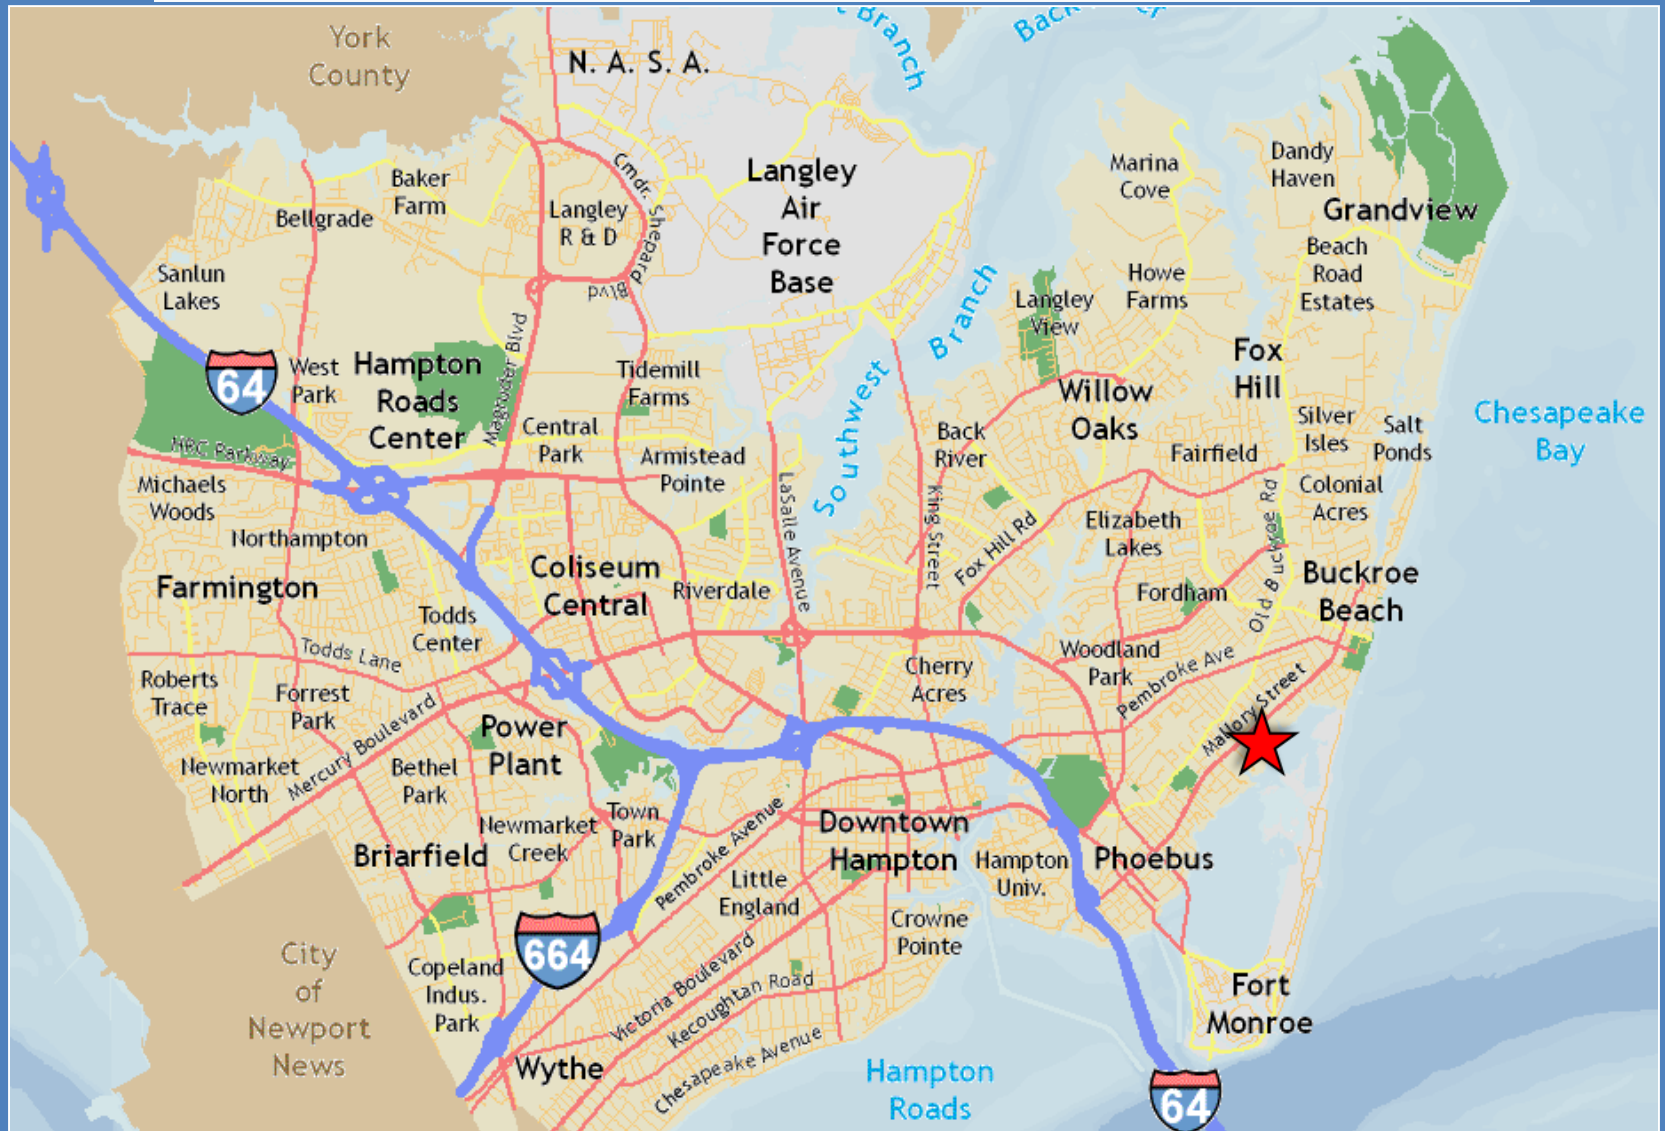 York
County
N. A. S. A.
Branch
Back
Baker
Farm
Bellgrade
Cmdr. Shepard
Blvd
Langley
R & D
Langley
Air
Force
Base
Marina
Cove
Dandy
Haven
Grandview
Beach
Road
Estates
Sanlun
Lakes
Howe
Farms
Langley
View
Branch
Southwest
64
West
Park
Hampton
Roads
Center
Magruder Blvd
Tidemill
Farms
Fox
Hill
Willow
Oaks
Chesapeake
Bay
HRC Parkway
Central
Park
Armistead
Pointe
Back
River
Silver
Isles
Salt
Ponds
Fairfield
Michaels
Woods
Northampton
LaSalle Avenue
King Street
Fox Hill Rd
Elizabeth
Lakes
Colonial
Acres
Old Buckroe Rd
Farmington
Coliseum
Central
Riverdale
Fordham
Buckroe
Beach
Todds
Center
Todds Lane
Cherry
Acres
Woodland
Park
Pembroke Ave
Mallory Street
Roberts
Trace
Forrest
Park
Mercury Boulevard
Power
Plant
Newmarket
North
Bethel
Park
Town
Park
Newmarket
Creek
Briarfield
Pembroke Avenue
Downtown
Hampton
Hampton
Univ.
Phoebus
Little
England
Crowne
Pointe
664
City
of
Newport
News
Copeland
Indus.
Park
Victoria Boulevard
Kecoughtan Road
Chesapeake Avenue
Wythe
Fort
Monroe
Hampton
Roads
64